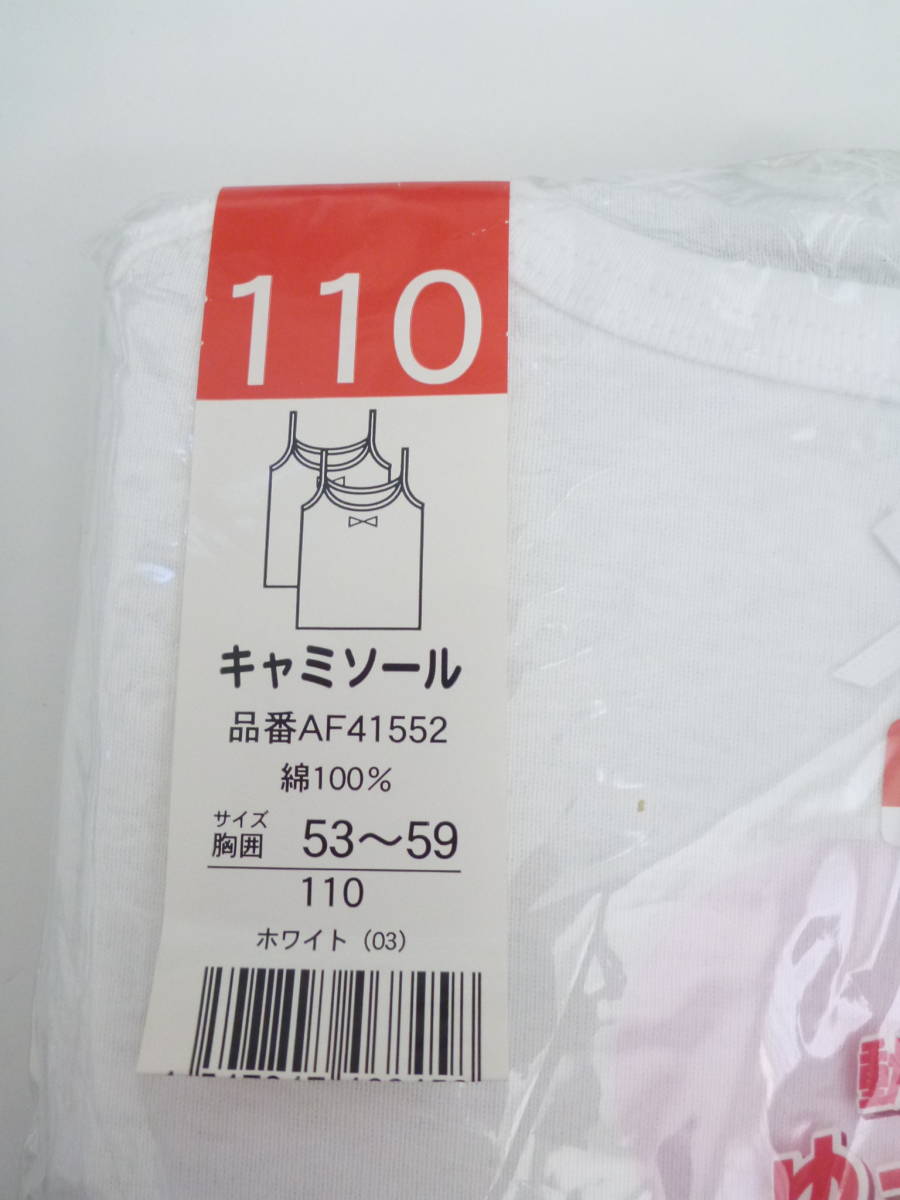 110
キャミソール
品番AF41552
綿100%
サイズ
胸囲 53〜59
110
ホワイト（03）